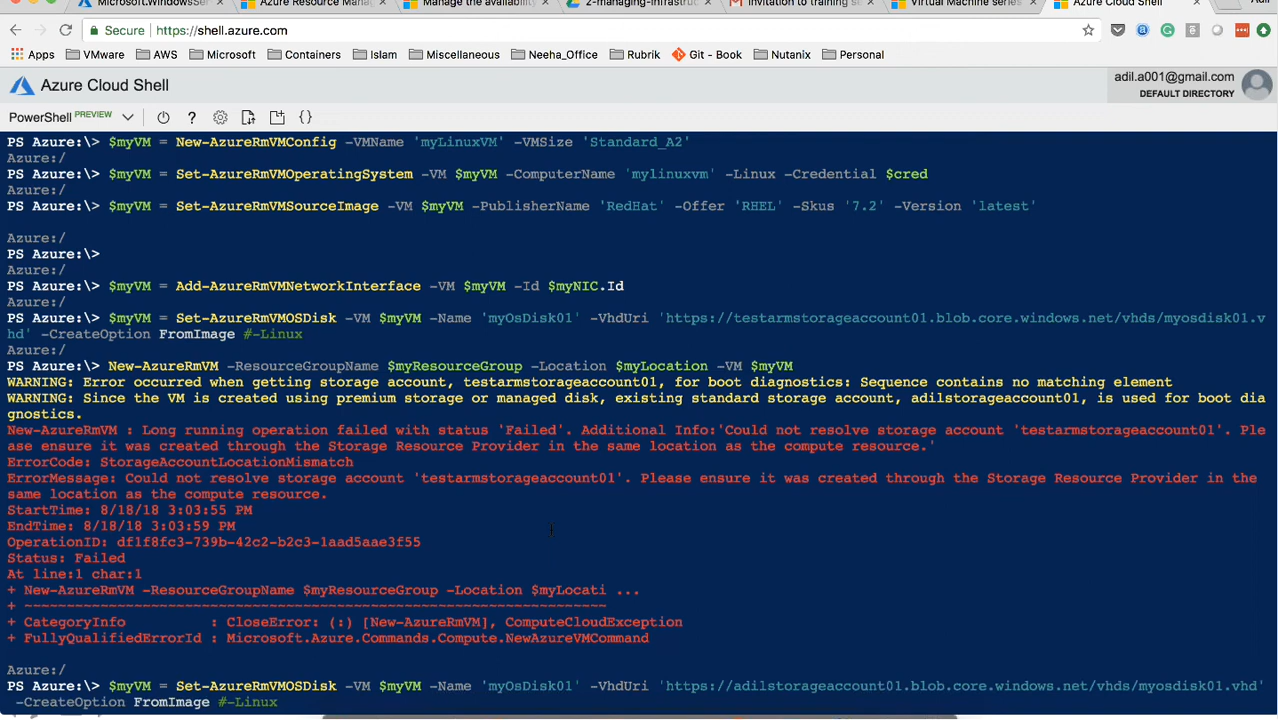 Microsoft.WindowsSer
Azure Resource Mana
Manage the availability
2-managing-infrastruc
Invitation to training se
Virtual Machine series
Azure Cloud Shell
Secure https://shell.azure.com
Apps VMware AWS Microsoft Containers Islam Miscellaneous Neeha_Office Rubrik Git - Book Nutanix Personal
Azure Cloud Shell
adil.a001@gmail.com
DEFAULT DIRECTORY
PowerShell PREVIEW ? { }
PS Azure:\> $myVM = New-AzureRmVMConfig -VMName 'myLinuxVM' -VMSize 'Standard_A2'
Azure:/
PS Azure:\> $myVM = Set-AzureRmVMOperatingSystem -VM $myVM -ComputerName 'mylinuxvm' -Linux -Credential $cred
Azure:/
PS Azure:\> $myVM = Set-AzureRmVMSourceImage -VM $myVM -PublisherName 'RedHat' -Offer 'RHEL' -Skus '7.2' -Version 'latest'
Azure:/
PS Azure:\>
Azure:/
PS Azure:\> $myVM = Add-AzureRmVMNetworkInterface -VM $myVM -Id $myNIC.Id
Azure:/
PS Azure:\> $myVM = Set-AzureRmVMOSDisk -VM $myVM -Name 'myOsDisk01' -VhdUri 'https://testarmstorageaccount01.blob.core.windows.net/vhds/myosdisk01.v
hd' -CreateOption FromImage #-Linux
Azure:/
PS Azure:\> New-AzureRmVM -ResourceGroupName $myResourceGroup -Location $myLocation -VM $myVM
WARNING: Error occurred when getting storage account, testarmstorageaccount01, for boot diagnostics: Sequence contains no matching element
WARNING: Since the VM is created using premium storage or managed disk, existing standard storage account, adilstorageaccount01, is used for boot dia
gnostics.
New-AzureRmVM : Long running operation failed with status 'Failed'. Additional Info:'Could not resolve storage account 'testarmstorageaccount01'. Ple
ase ensure it was created through the Storage Resource Provider in the same location as the compute resource.'
ErrorCode: StorageAccountLocationMismatch
ErrorMessage: Could not resolve storage account 'testarmstorageaccount01'. Please ensure it was created through the Storage Resource Provider in the
same location as the compute resource.
StartTime: 8/18/18 3:03:55 PM
EndTime: 8/18/18 3:03:59 PM
OperationID: df1f8fc3-739b-42c2-b2c3-1aad5aae3f55
Status: Failed
At line:1 char:1
+ New-AzureRmVM -ResourceGroupName $myResourceGroup -Location $myLocati ...
+ ~~~~~~~~~~~~~~~~~~~~~~~~~~~~~~~~~~~~~~~~~~~~~~~~~~~~~~~~~~~~~~~~~~~~~
+ CategoryInfo : CloseError: (:) [New-AzureRmVM], ComputeCloudException
+ FullyQualifiedErrorId : Microsoft.Azure.Commands.Compute.NewAzureVMCommand
Azure:/
PS Azure:\> $myVM = Set-AzureRmVMOSDisk -VM $myVM -Name 'myOsDisk01' -VhdUri 'https://adilstorageaccount01.blob.core.windows.net/vhds/myosdisk01.vhd'
-CreateOption FromImage #-Linux